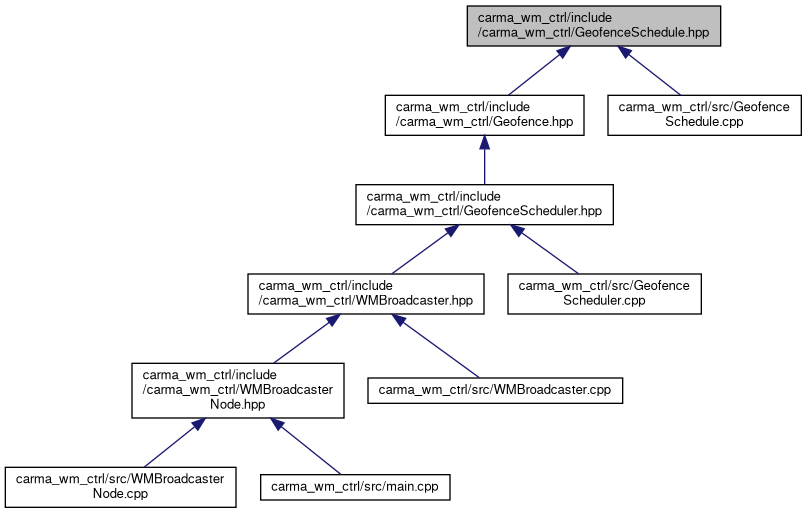 carma_wm_ctrl/include
/carma_wm_ctrl/GeofenceSchedule.hpp
carma_wm_ctrl/include
/carma_wm_ctrl/Geofence.hpp
carma_wm_ctrl/src/Geofence
Schedule.cpp
carma_wm_ctrl/include
/carma_wm_ctrl/GeofenceScheduler.hpp
carma_wm_ctrl/include
/carma_wm_ctrl/WMBroadcaster.hpp
carma_wm_ctrl/src/Geofence
Scheduler.cpp
carma_wm_ctrl/include
/carma_wm_ctrl/WMBroadcaster
Node.hpp
carma_wm_ctrl/src/WMBroadcaster.cpp
carma_wm_ctrl/src/WMBroadcaster
Node.cpp
carma_wm_ctrl/src/main.cpp